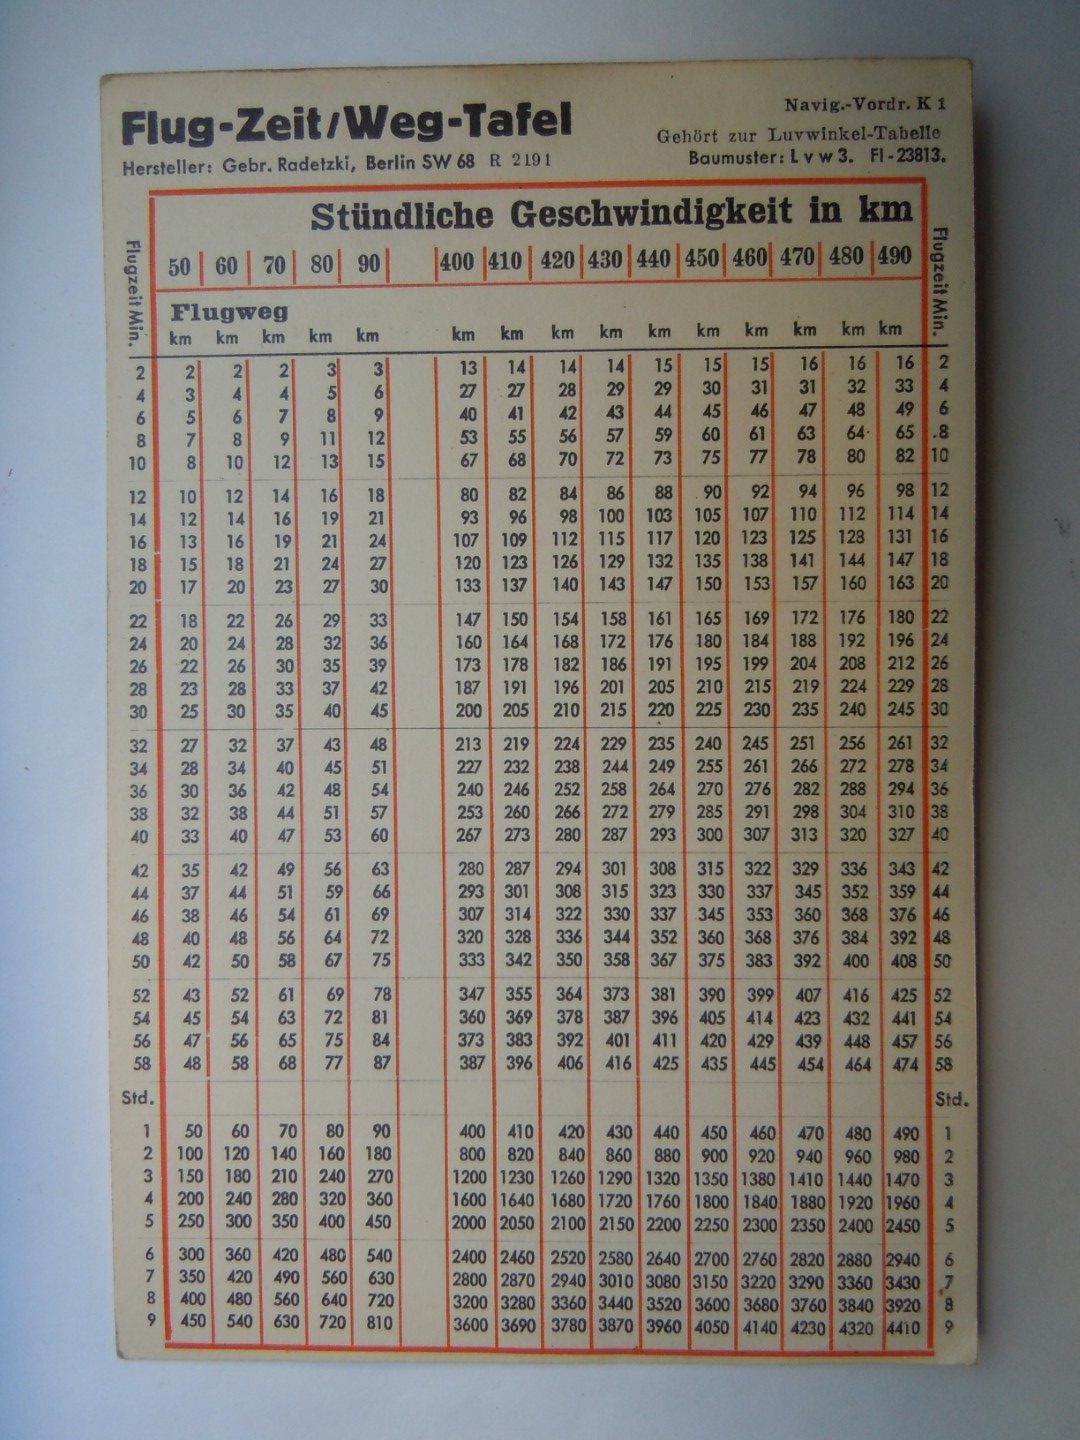 Flug-Zeit/Weg-Tafel
Navig.-Vordr. K 1
Gehört zur Luvwinkel-Tabelle
Hersteller: Gebr. Radetzki, Berlin SW 68 R 2191
Baumuster: Lvw3. Fl-23813.
Stündliche Geschwindigkeit in km
Flugzeit Min.
50 60 70 80 90 400 410 420 430 440 450 460 470 480 490
Flugzeit Min.
Flugweg
km km km km km km km km km km km km km km km
2 2 2 2 3 3 13 14 14 14 15 15 15 16 16 16 2
4 3 4 4 5 6 27 27 28 29 29 30 31 31 32 33 4
6 5 6 7 8 9 40 41 42 43 44 45 46 47 48 49 6
8 7 8 9 11 12 53 55 56 57 59 60 61 63 64 65 8
10 8 10 12 13 15 67 68 70 72 73 75 77 78 80 82 10
12 10 12 14 16 18 80 82 84 86 88 90 92 94 96 98 12
14 12 14 16 19 21 93 96 98 100 103 105 107 110 112 114 14
16 13 16 19 21 24 107 109 112 115 117 120 123 125 128 131 16
18 15 18 21 24 27 120 123 126 129 132 135 138 141 144 147 18
20 17 20 23 27 30 133 137 140 143 147 150 153 157 160 163 20
22 18 22 26 29 33 147 150 154 158 161 165 169 172 176 180 22
24 20 24 28 32 36 160 164 168 172 176 180 184 188 192 196 24
26 22 26 30 35 39 173 178 182 186 191 195 199 204 208 212 26
28 23 28 33 37 42 187 191 196 201 205 210 215 219 224 229 28
30 25 30 35 40 45 200 205 210 215 220 225 230 235 240 245 30
32 27 32 37 43 48 213 219 224 229 235 240 245 251 256 261 32
34 28 34 40 45 51 227 232 238 244 249 255 261 266 272 278 34
36 30 36 42 48 54 240 246 252 258 264 270 276 282 288 294 36
38 32 38 44 51 57 253 260 266 272 279 285 291 298 304 310 38
40 33 40 47 53 60 267 273 280 287 293 300 307 313 320 327 40
42 35 42 49 56 63 280 287 294 301 308 315 322 329 336 343 42
44 37 44 51 59 66 293 301 308 315 323 330 337 345 352 359 44
46 38 46 54 61 69 307 314 322 330 337 345 353 360 368 376 46
48 40 48 56 64 72 320 328 336 344 352 360 368 376 384 392 48
50 42 50 58 67 75 333 342 350 358 367 375 383 392 400 408 50
52 43 52 61 69 78 347 355 364 373 381 390 399 407 416 425 52
54 45 54 63 72 81 360 369 378 387 396 405 414 423 432 441 54
56 47 56 65 75 84 373 383 392 401 411 420 429 439 448 457 56
58 48 58 68 77 87 387 396 406 416 425 435 445 454 464 474 58
Std. Std.
1 50 60 70 80 90 400 410 420 430 440 450 460 470 480 490 1
2 100 120 140 160 180 800 820 840 860 880 900 920 940 960 980 2
3 150 180 210 240 270 1200 1230 1260 1290 1320 1350 1380 1410 1440 1470 3
4 200 240 280 320 360 1600 1640 1680 1720 1760 1800 1840 1880 1920 1960 4
5 250 300 350 400 450 2000 2050 2100 2150 2200 2250 2300 2350 2400 2450 5
6 300 360 420 480 540 2400 2460 2520 2580 2640 2700 2760 2820 2880 2940 6
7 350 420 490 560 630 2800 2870 2940 3010 3080 3150 3220 3290 3360 3430 7
8 400 480 560 640 720 3200 3280 3360 3440 3520 3600 3680 3760 3840 3920 8
9 450 540 630 720 810 3600 3690 3780 3870 3960 4050 4140 4230 4320 4410 9